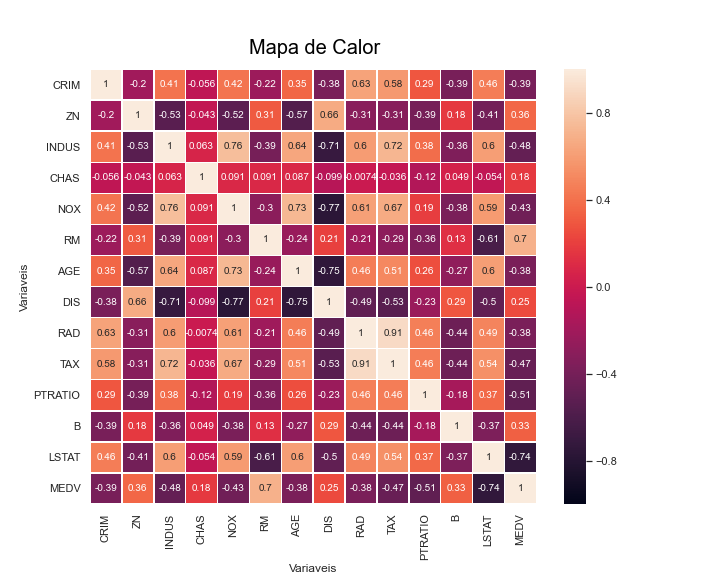 Mapa de Calor
CRIM 1 -0.2 0.41 -0.056 0.42 -0.22 0.35 -0.38 0.63 0.58 0.29 -0.39 0.46 -0.39
ZN -0.2 1 -0.53 -0.043 -0.52 0.31 -0.57 0.66 -0.31 -0.31 -0.39 0.18 -0.41 0.36
INDUS 0.41 -0.53 1 0.063 0.76 -0.39 0.64 -0.71 0.6 0.72 0.38 -0.36 0.6 -0.48
CHAS -0.056 -0.043 0.063 1 0.091 0.091 0.087 -0.099 -0.0074 -0.036 -0.12 0.049 -0.054 0.18
NOX 0.42 -0.52 0.76 0.091 1 -0.3 0.73 -0.77 0.61 0.67 0.19 -0.38 0.59 -0.43
RM -0.22 0.31 -0.39 0.091 -0.3 1 -0.24 0.21 -0.21 -0.29 -0.36 0.13 -0.61 0.7
AGE 0.35 -0.57 0.64 0.087 0.73 -0.24 1 -0.75 0.46 0.51 0.26 -0.27 0.6 -0.38
DIS -0.38 0.66 -0.71 -0.099 -0.77 0.21 -0.75 1 -0.49 -0.53 -0.23 0.29 -0.5 0.25
RAD 0.63 -0.31 0.6 -0.0074 0.61 -0.21 0.46 -0.49 1 0.91 0.46 -0.44 0.49 -0.38
TAX 0.58 -0.31 0.72 -0.036 0.67 -0.29 0.51 -0.53 0.91 1 0.46 -0.44 0.54 -0.47
PTRATIO 0.29 -0.39 0.38 -0.12 0.19 -0.36 0.26 -0.23 0.46 0.46 1 -0.18 0.37 -0.51
B -0.39 0.18 -0.36 0.049 -0.38 0.13 -0.27 0.29 -0.44 -0.44 -0.18 1 -0.37 0.33
LSTAT 0.46 -0.41 0.6 -0.054 0.59 -0.61 0.6 -0.5 0.49 0.54 0.37 -0.37 1 -0.74
MEDV -0.39 0.36 -0.48 0.18 -0.43 0.7 -0.38 0.25 -0.38 -0.47 -0.51 0.33 -0.74 1
CRIM ZN INDUS CHAS NOX RM AGE DIS RAD TAX PTRATIO B LSTAT MEDV
Variaveis
Variaveis
0.8
0.4
0.0
−0.4
−0.8